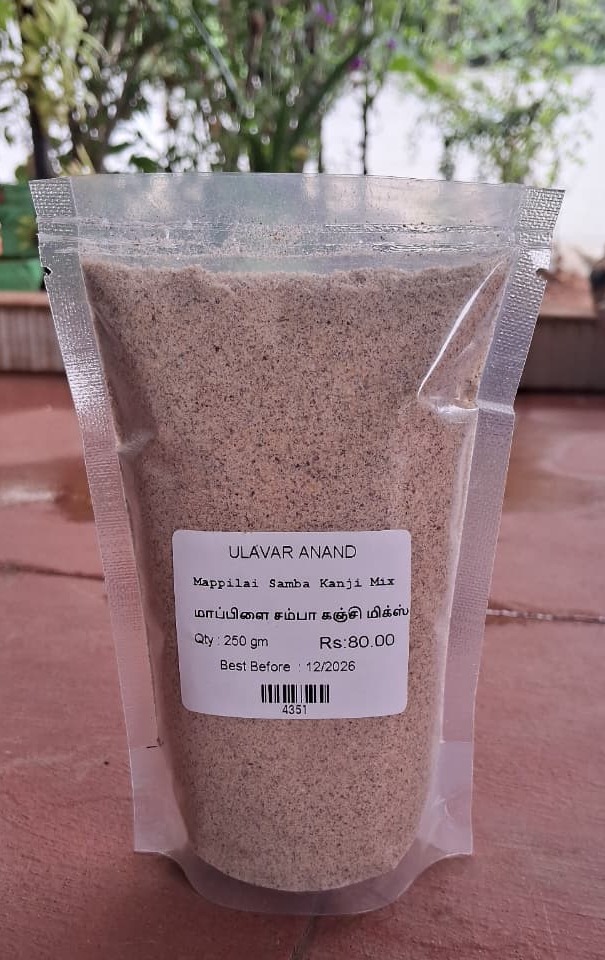 ULAVAR ANAND
Mappilai Samba Kanji Mix
மாப்பிளை சம்பா கஞ்சி மிக்ஸ்
Qty : 250 gm Rs:80.00
Best Before : 12/2026
4351